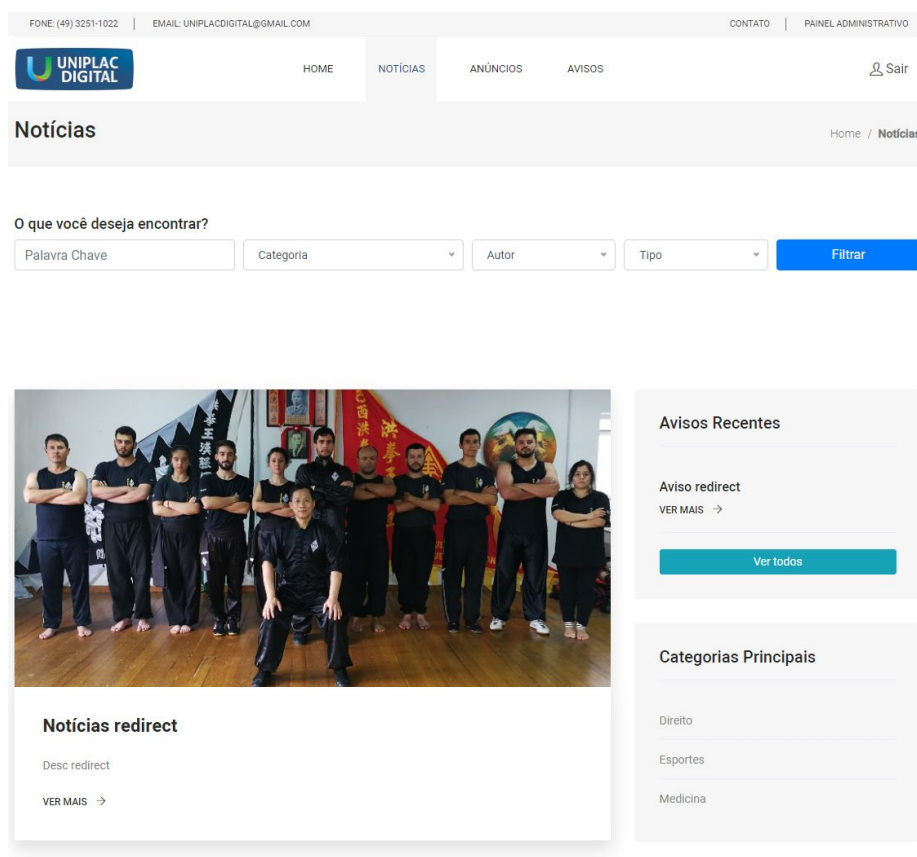 FONE: (49) 3251-1022 EMAIL: UNIPLACDIGITAL@GMAIL.COM CONTATO PAINEL ADMINISTRATIVO
UNIPLAC
DIGITAL
HOME NOTÍCIAS ANÚNCIOS AVISOS Sair
Notícias
Home / Notícias
O que você deseja encontrar?
Palavra Chave Categoria Autor Tipo Filtrar
Avisos Recentes
Aviso redirect
VER MAIS →
Ver todos
Categorias Principais
Direito
Esportes
Medicina
Notícias redirect
Desc redirect
VER MAIS →